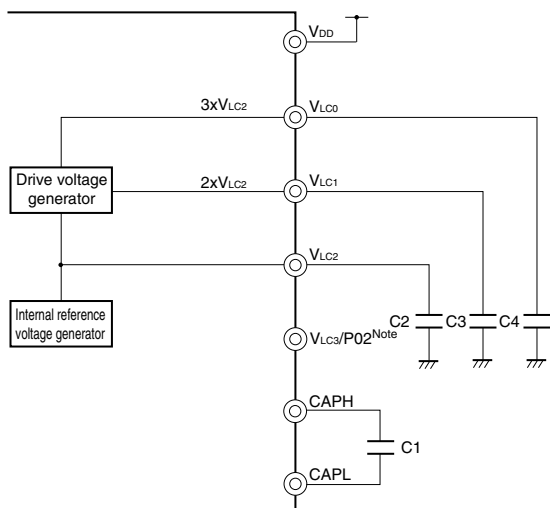 VDD
3xVLC2
VLC0
Drive voltage
generator
2xVLC2
VLC1
VLC2
Internal reference
voltage generator
C2
C3
C4
VLC3/P02Note
CAPH
C1
CAPL